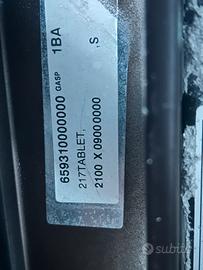 659310000000 GASP 1BA
217TABLET, ,S
2100 X 09000000
subito